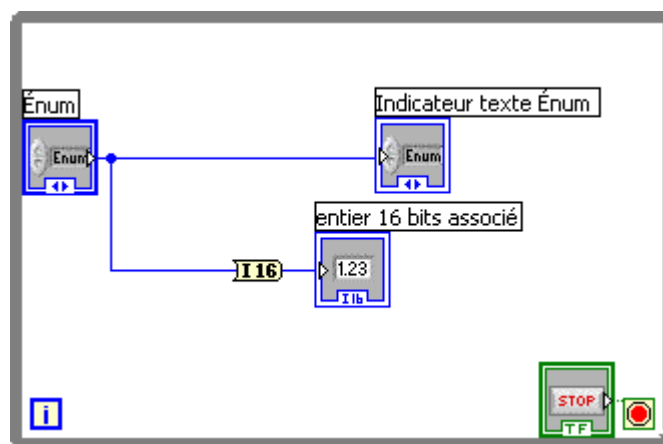 Énum
Indicateur texte Énum
Enum
Enum
entier 16 bits associé
I16
1.23
I16
i
STOP
TF